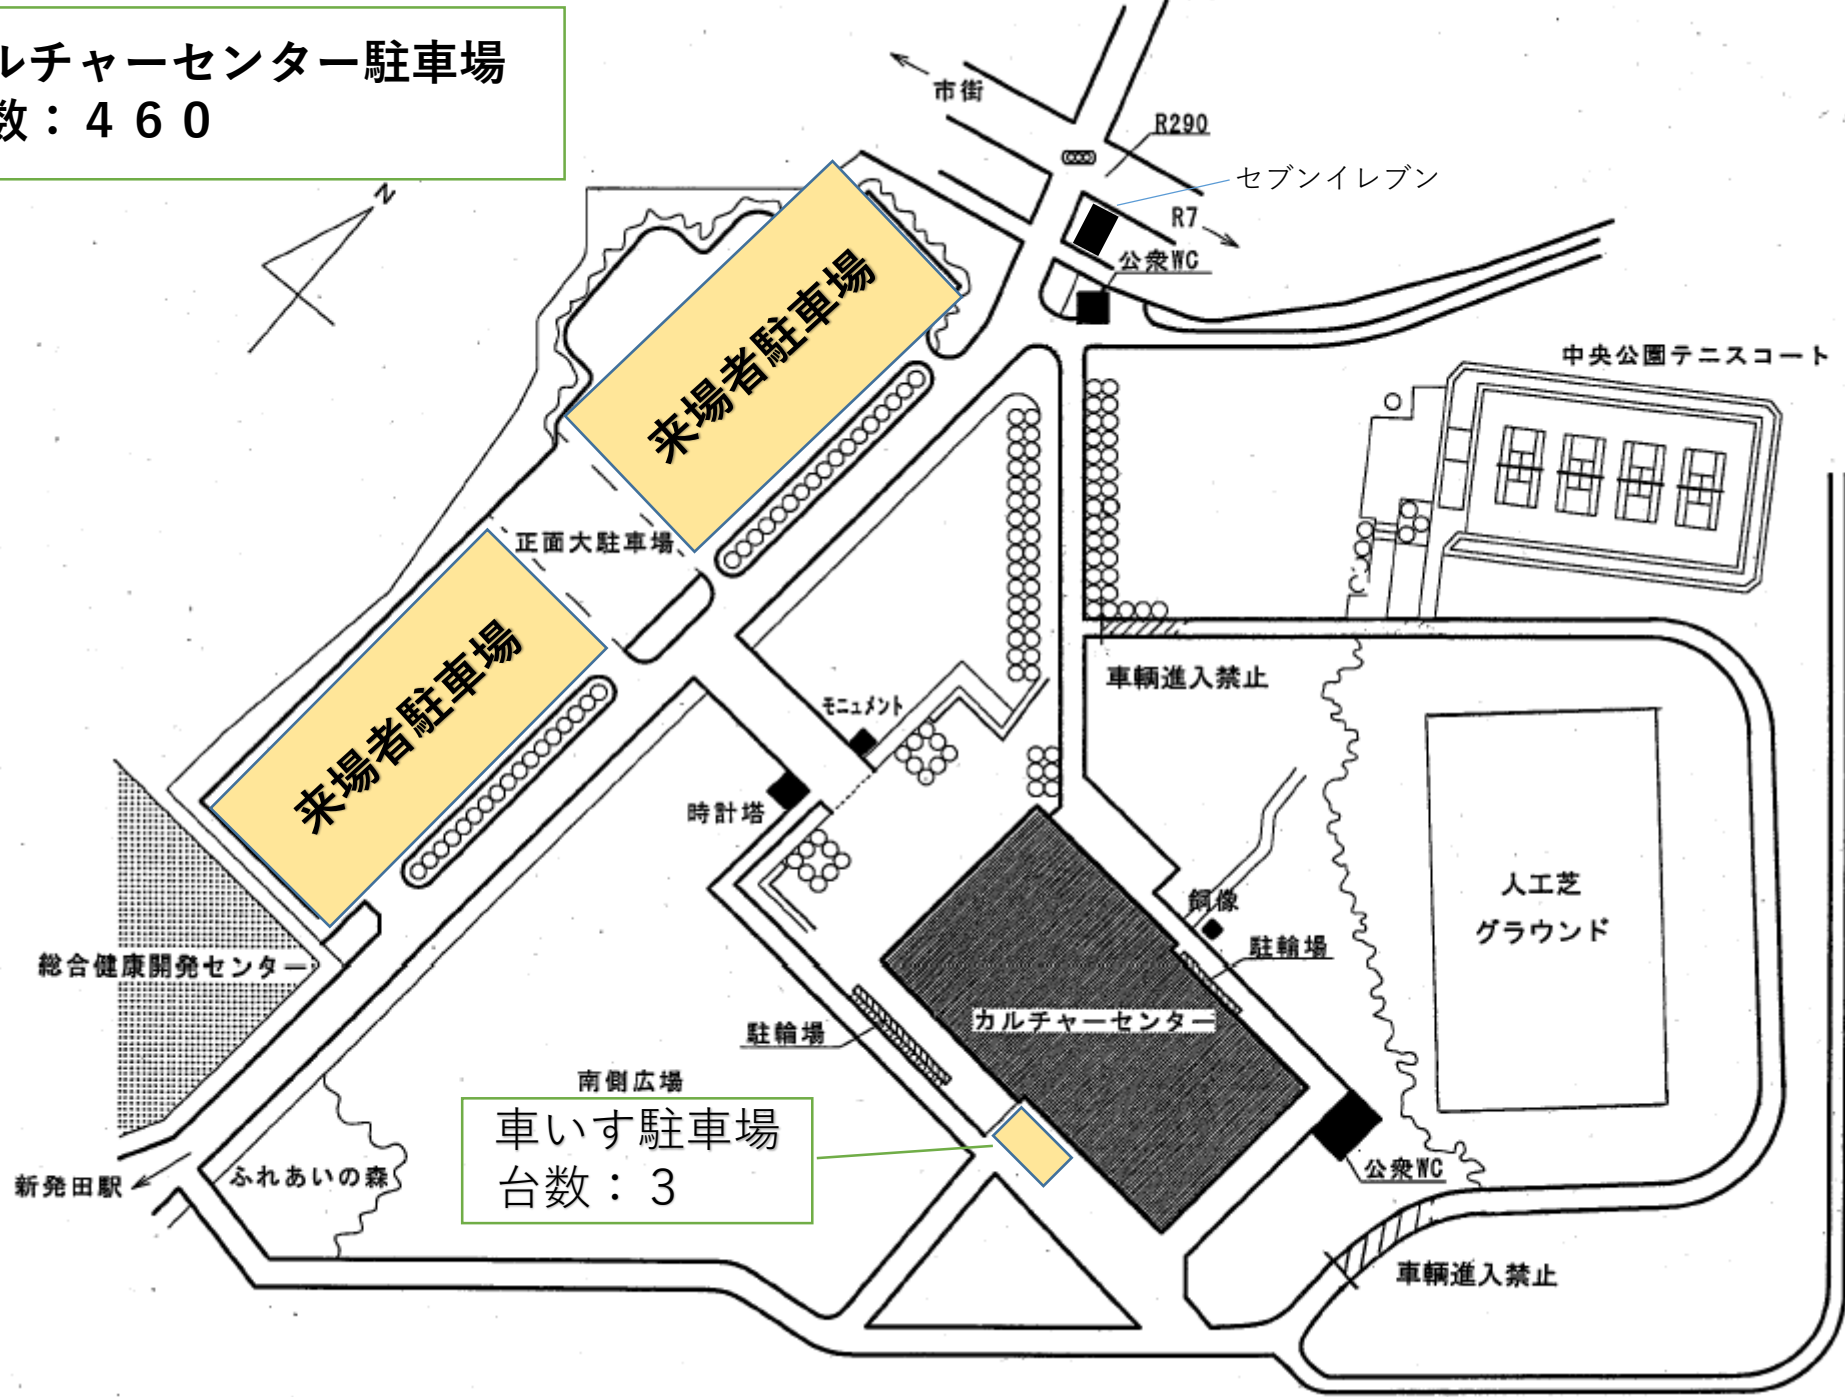 ルチャーセンター駐車場
数：４６０
市街
R290
セブンイレブン
R7
公衆WC
N
来場者駐車場
中央公園テニスコート
正面大駐車場
来場者駐車場
車輌進入禁止
モニュメント
時計塔
人工芝
グラウンド
銅像
駐輪場
総合健康開発センター
カルチャーセンター
駐輪場
南側広場
車いす駐車場
台数：３
公衆WC
ふれあいの森
新発田駅
車輌進入禁止